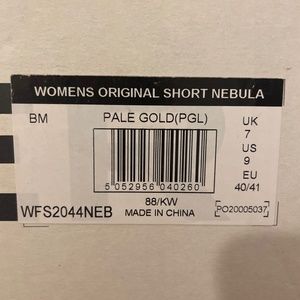 WOMENS ORIGINAL SHORT NEBULA
BM
PALE GOLD(PGL)
UK
7
US
9
EU
40/41
5 052956 040260
88/KW
MADE IN CHINA
WFS2044NEB
PO20005037